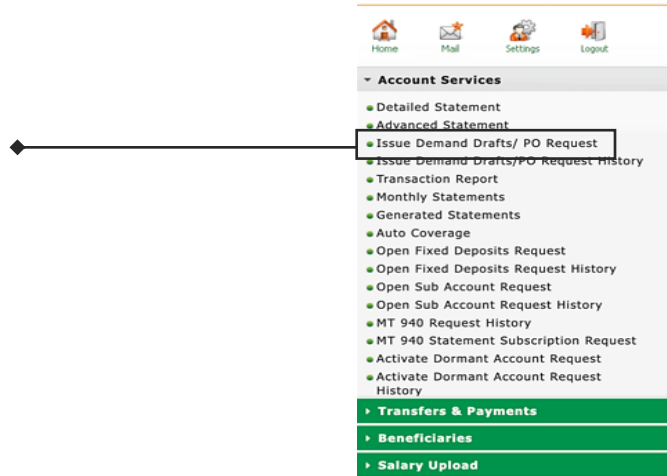 Home Mail Settings Logout
Account Services
Detailed Statement
Advanced Statement
Issue Demand Drafts/ PO Request
Issue Demand Drafts/PO Request History
Transaction Report
Monthly Statements
Generated Statements
Auto Coverage
Open Fixed Deposits Request
Open Fixed Deposits Request History
Open Sub Account Request
Open Sub Account Request History
MT 940 Request History
MT 940 Statement Subscription Request
Activate Dormant Account Request
Activate Dormant Account Request
History
Transfers & Payments
Beneficiaries
Salary Upload